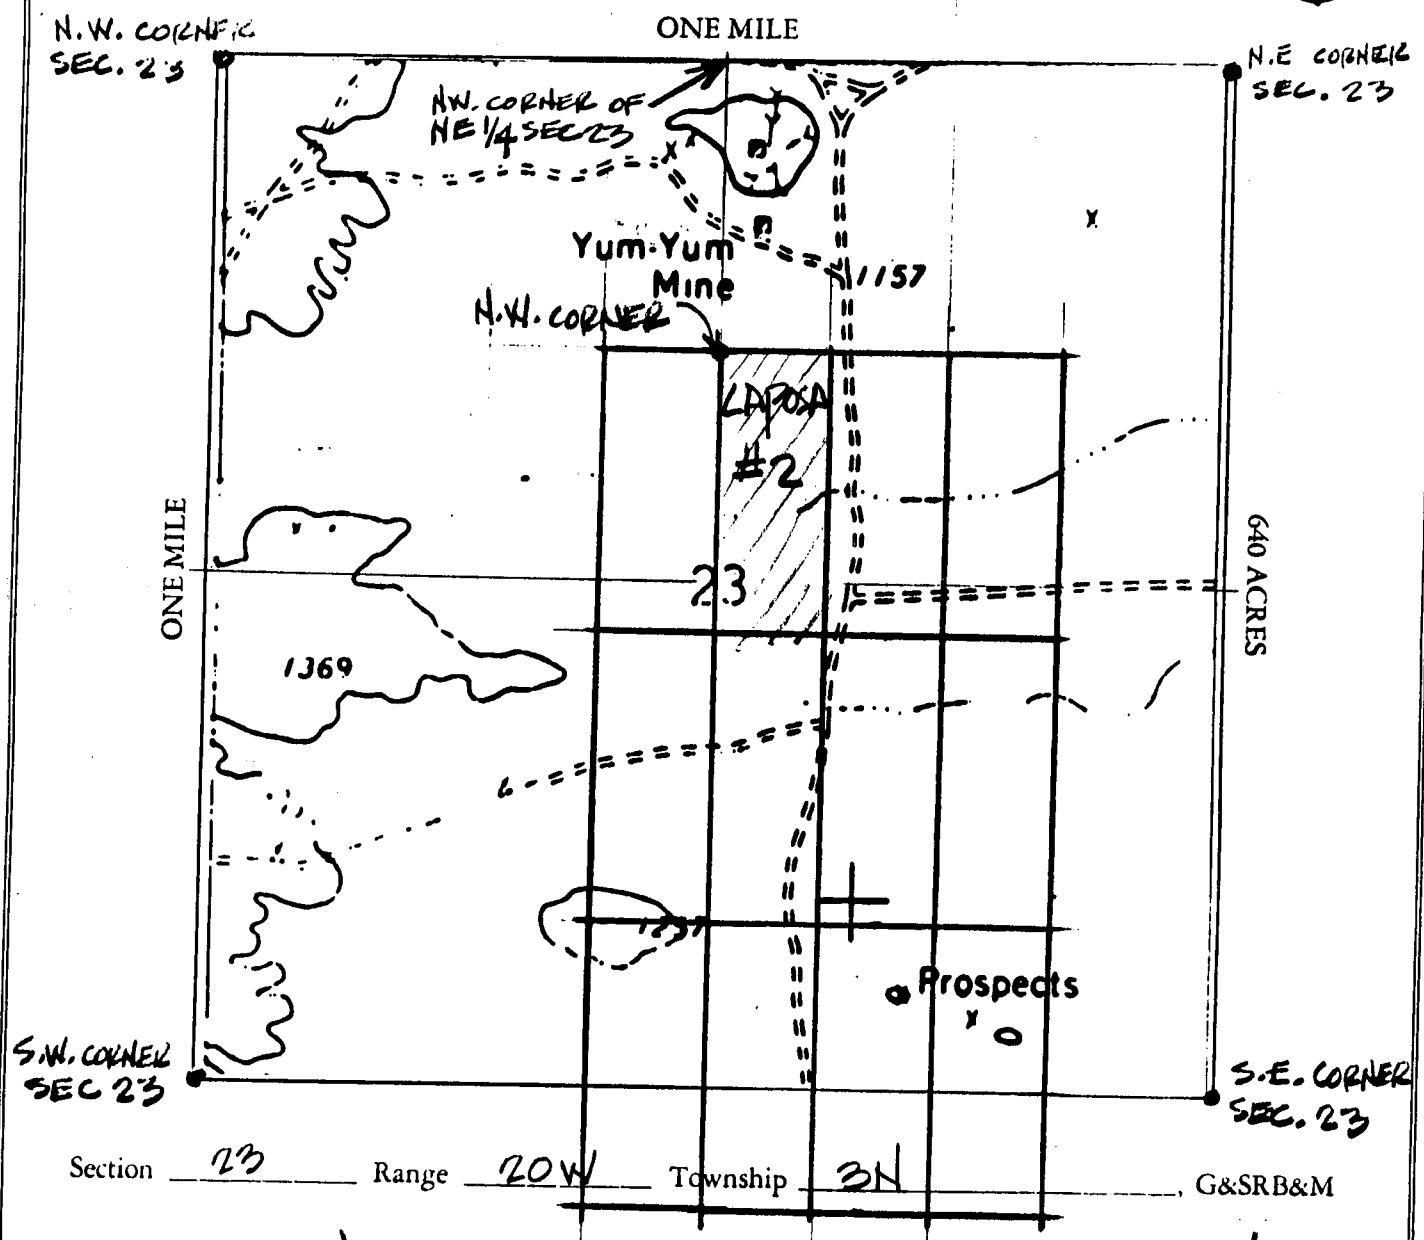 ONE MILE
N.W. CORNER
SEC. 23
N.E CORNER
SEC. 23
NW. CORNER OF
NE 1/4 SEC 23
Yum-Yum
Mine
1157
N.W. CORNER
LAPOSA
#2
23
ONE MILE
640 ACRES
1369
Prospects
S.W. CORNER
SEC 23
S.E. CORNER
SEC. 23
Section 23 Range 20W Township 3N, G&SRB&M